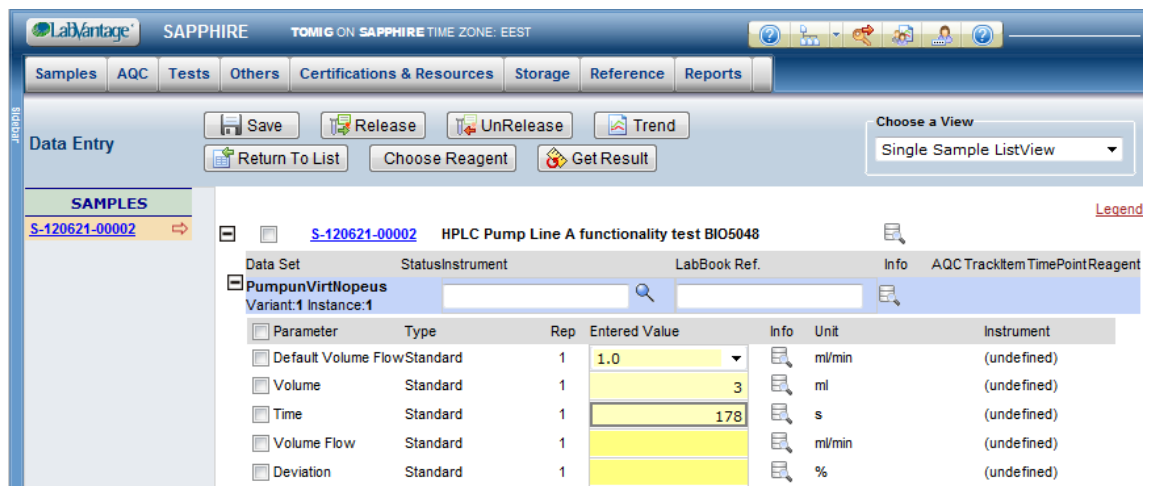 LabVantage SAPPHIRE TOMIG ON SAPPHIRE TIME ZONE: EEST
Samples AQC Tests Others Certifications & Resources Storage Reference Reports
sidebar
Data Entry
Save Release UnRelease Trend
Return To List Choose Reagent Get Result
Choose a View
Single Sample ListView
SAMPLES
S-120621-00002
Legend
S-120621-00002 HPLC Pump Line A functionality test BIO5048
Data Set StatusInstrument LabBook Ref. Info AQC TrackItem TimePointReagent
PumpunVirtNopeus
Variant:1 Instance:1
Parameter Type Rep Entered Value Info Unit Instrument
Default Volume FlowStandard 1 1.0 ml/min (undefined)
Volume Standard 1 3 ml (undefined)
Time Standard 1 178 s (undefined)
Volume Flow Standard 1 ml/min (undefined)
Deviation Standard 1 % (undefined)